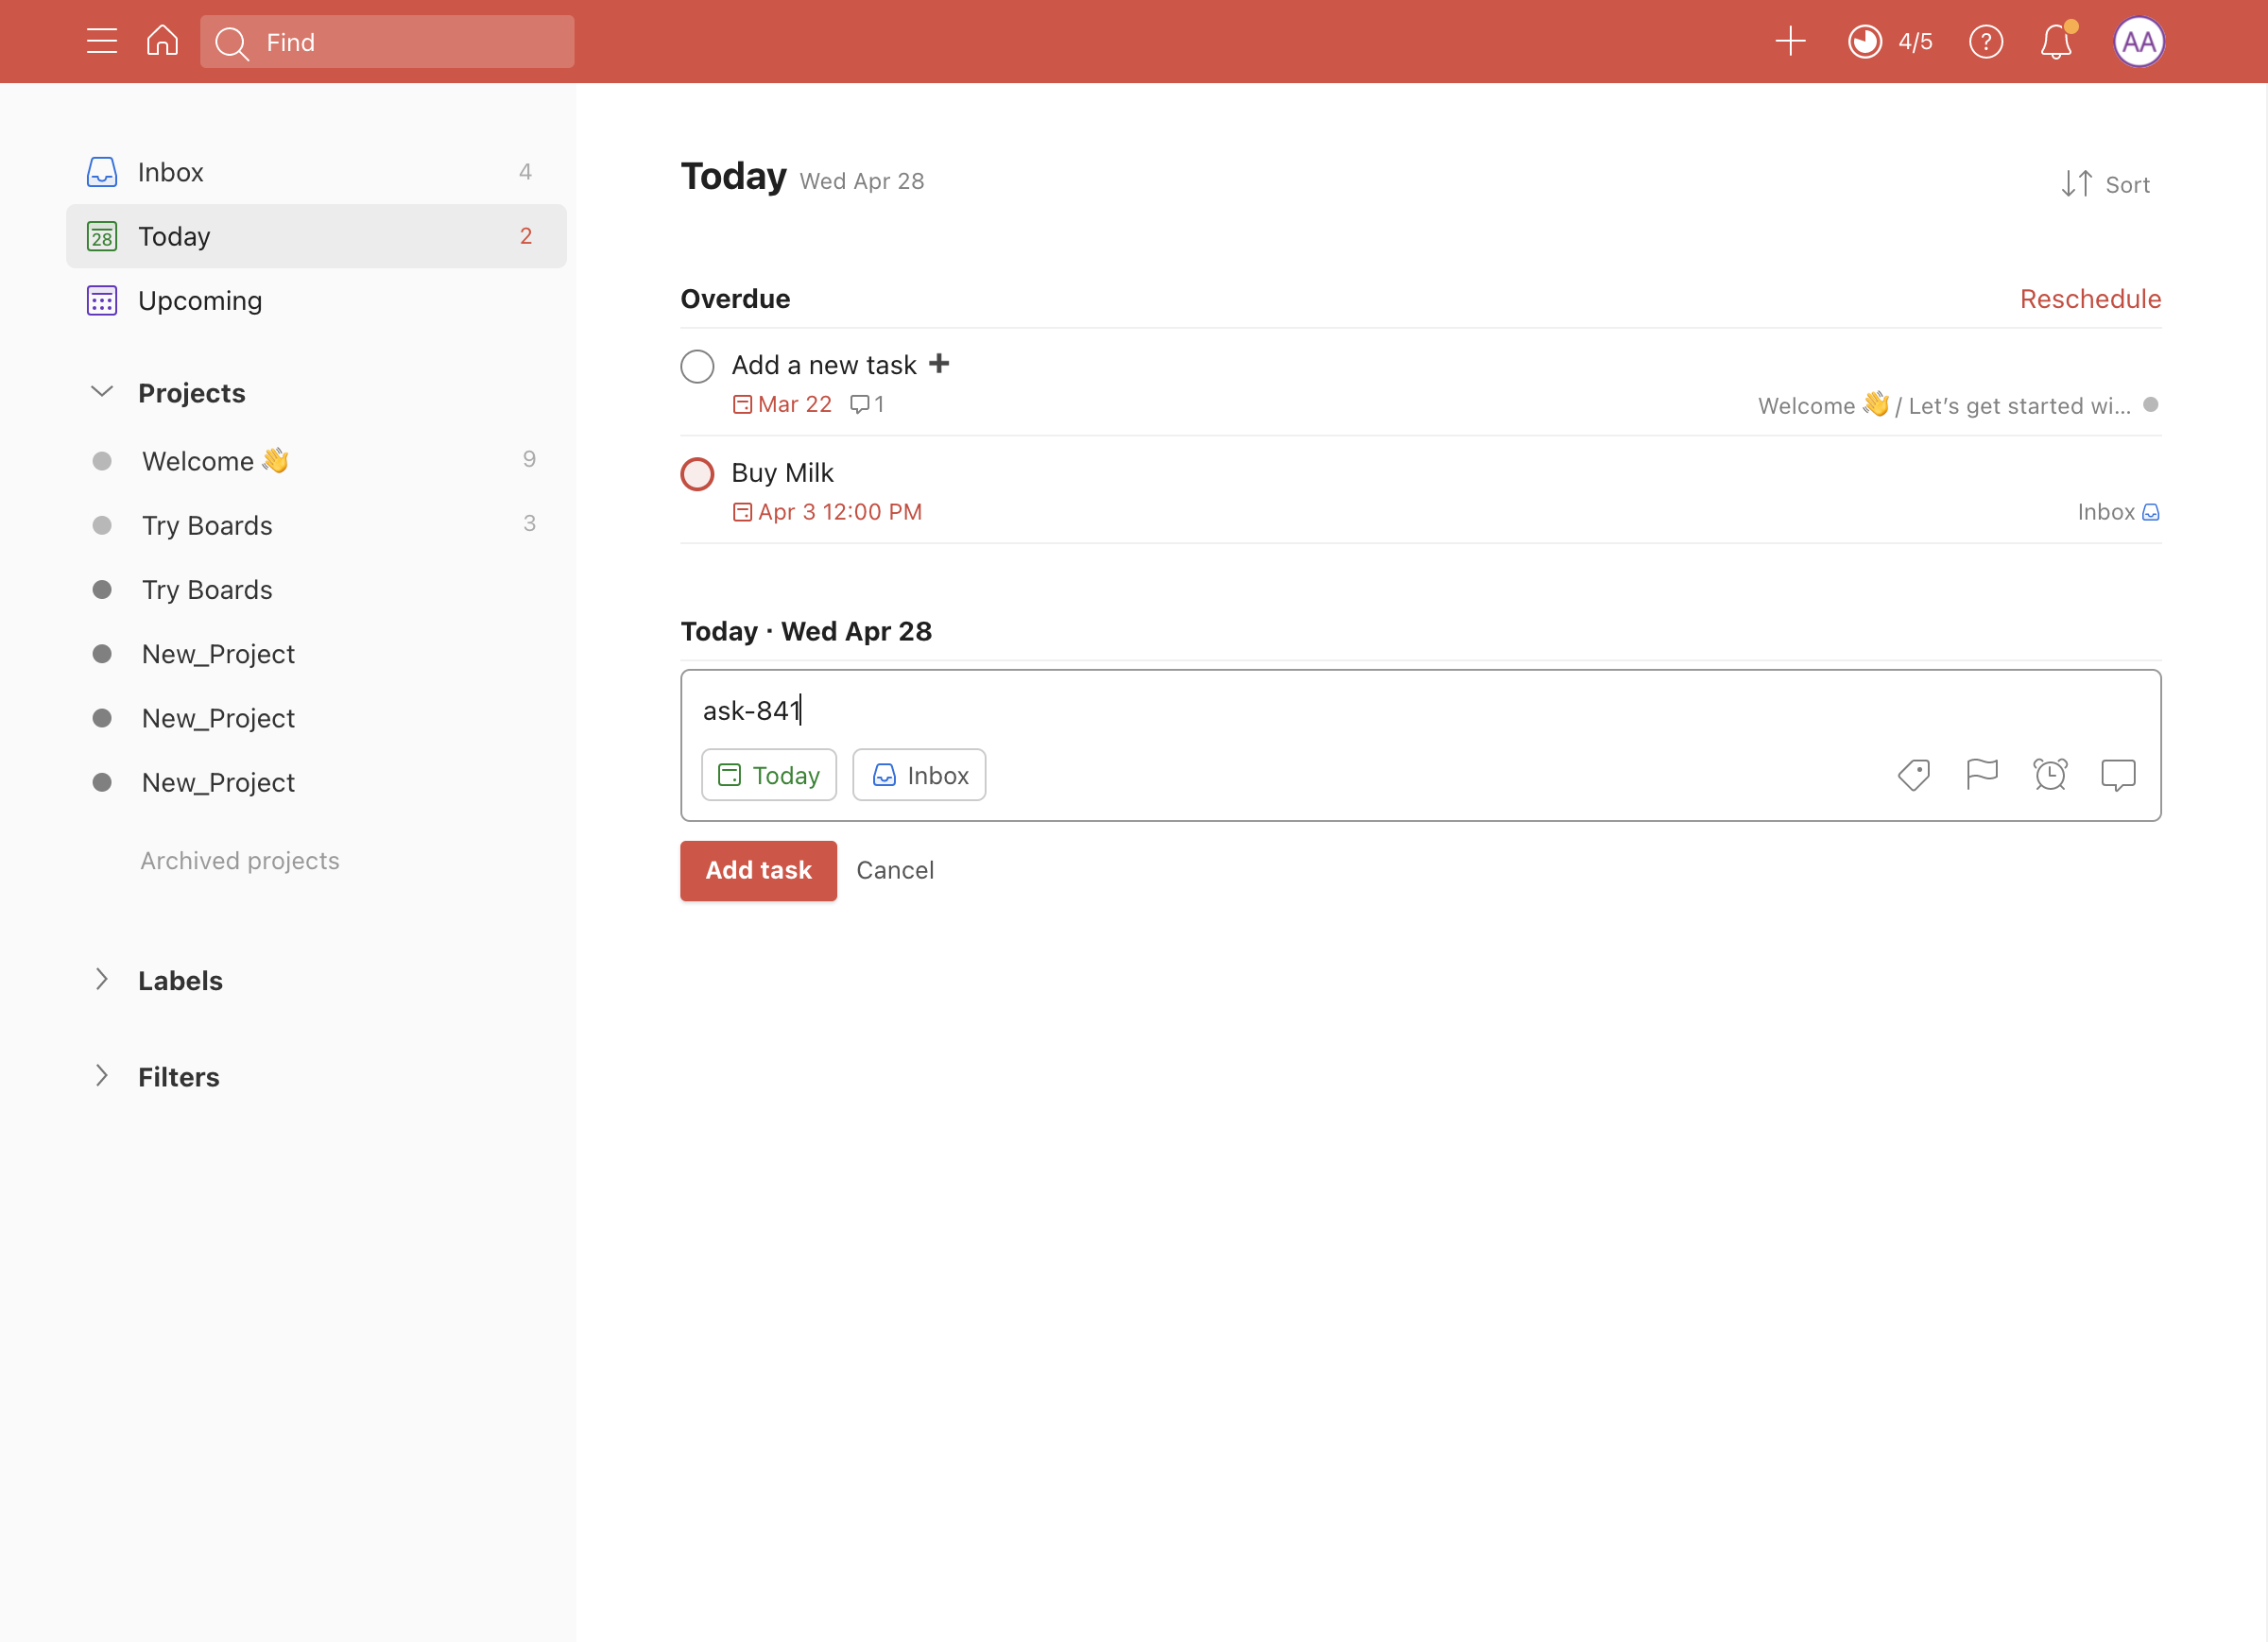 Find
4/5
?
AA
Inbox 4
28 Today 2
Upcoming
Projects
Welcome 👋 9
Try Boards 3
Try Boards
New_Project
New_Project
New_Project
Archived projects
Labels
Filters
Today Wed Apr 28
Sort
Overdue Reschedule
Add a new task ➕
Mar 22 1 Welcome 👋 / Let’s get started wi...
Buy Milk
Apr 3 12:00 PM Inbox
Today · Wed Apr 28
ask-841
Today Inbox
Add task Cancel